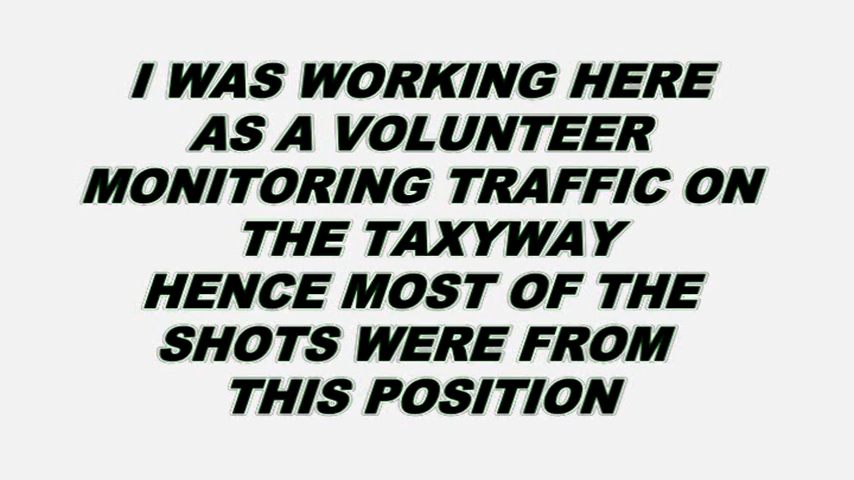 I WAS WORKING HERE
AS A VOLUNTEER
MONITORING TRAFFIC ON
THE TAXYWAY
HENCE MOST OF THE
SHOTS WERE FROM
THIS POSITION